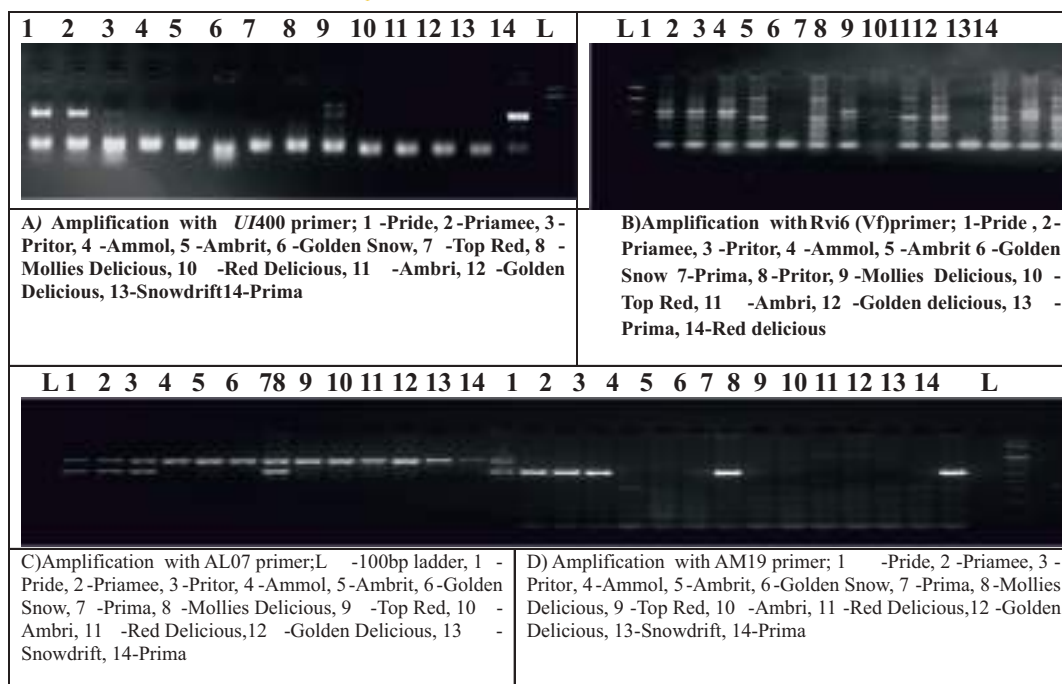 1 2 3 4 5 6 7 8 9 10 11 12 13 14 L
L 1 2 3 4 5 6 7 8 9 10 11 12 13 14
A) Amplification with UI400 primer; 1 -Pride, 2 -Priamee, 3 -
Pritor, 4 -Ammol, 5 -Ambrit, 6 -Golden Snow, 7 -Top Red, 8 -
Mollies Delicious, 10 -Red Delicious, 11 -Ambri, 12 -Golden
Delicious, 13-Snowdrift14-Prima
B)Amplification with Rvi6 (Vf)primer; 1-Pride , 2-
Priamee, 3 -Pritor, 4 -Ammol, 5 -Ambrit 6 -Golden
Snow 7-Prima, 8 -Pritor, 9 -Mollies Delicious, 10 -
Top Red, 11 -Ambri, 12 -Golden delicious, 13 -
Prima, 14-Red delicious
L 1 2 3 4 5 6 78 9 10 11 12 13 14 1 2 3 4 5 6 7 8 9 10 11 12 13 14 L
C)Amplification with AL07 primer;L -100bp ladder, 1 -
Pride, 2 -Priamee, 3 -Pritor, 4 -Ammol, 5 -Ambrit, 6 -Golden
Snow, 7 -Prima, 8 -Mollies Delicious, 9 -Top Red, 10 -
Ambri, 11 -Red Delicious,12 -Golden Delicious, 13 -
Snowdrift, 14-Prima
D) Amplification with AM19 primer; 1 -Pride, 2 -Priamee, 3 -
Pritor, 4 -Ammol, 5 -Ambrit, 6 -Golden Snow, 7 -Prima, 8 -Mollies
Delicious, 9 -Top Red, 10 -Ambri, 11 -Red Delicious,12 -Golden
Delicious, 13-Snowdrift, 14-Prima